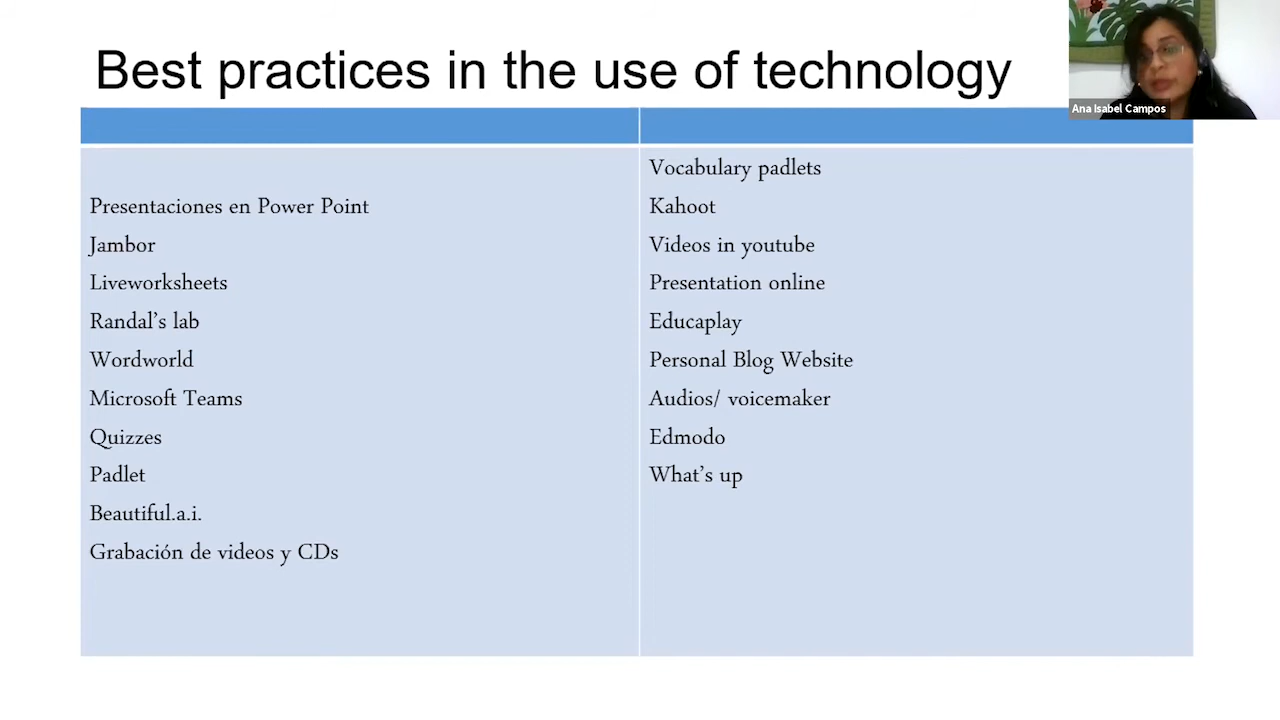 Best practices in the use of technology
Ana Isabel Campos
Presentaciones en Power Point
Jambor
Liveworksheets
Randal's lab
Wordworld
Microsoft Teams
Quizzes
Padlet
Beautiful.a.i.
Grabación de videos y CDs
Vocabulary padlets
Kahoot
Videos in youtube
Presentation online
Educaplay
Personal Blog Website
Audios/ voicemaker
Edmodo
What's up